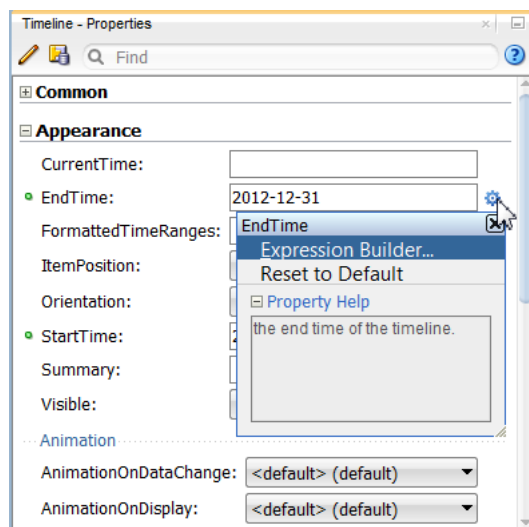 Timeline - Properties
Find
Common
Appearance
CurrentTime:
EndTime: 2012-12-31
FormattedTimeRanges:
EndTime
Expression Builder...
ItemPosition:
Reset to Default
Orientation:
Property Help
StartTime: 2
the end time of the timeline.
Summary:
Visible:
Animation
AnimationOnDataChange: <default> (default)
AnimationOnDisplay: <default> (default)